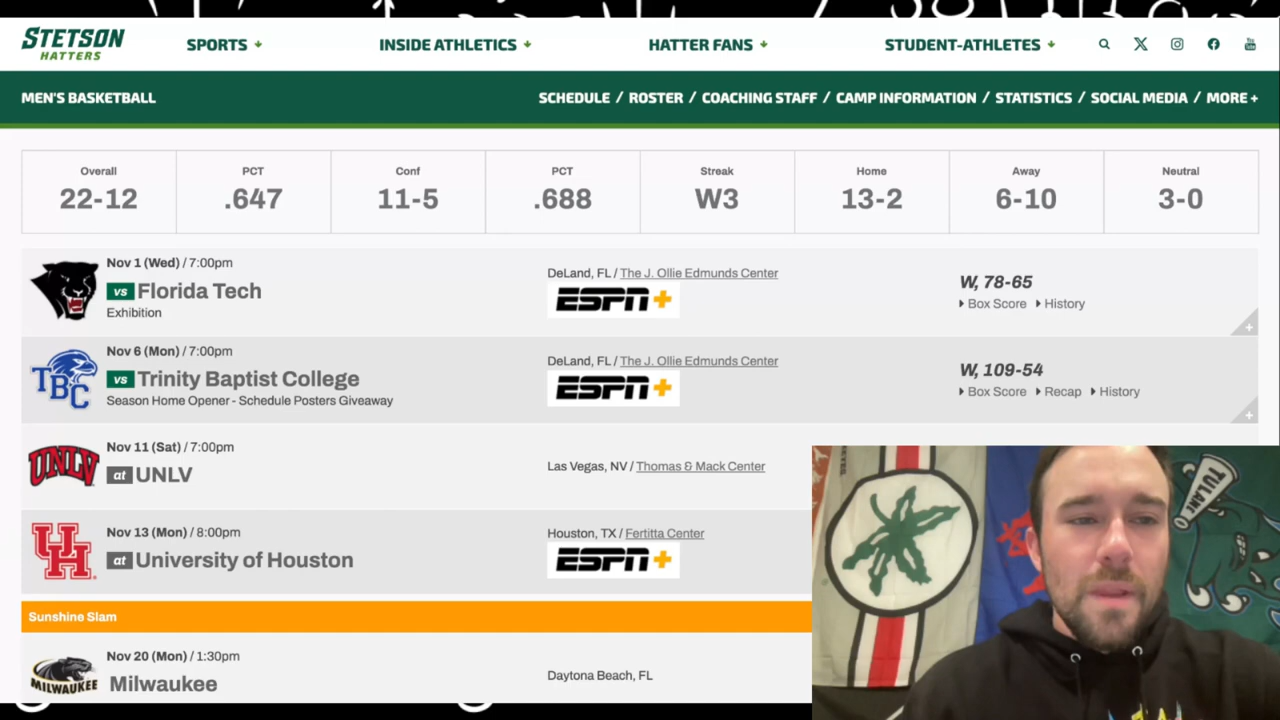 STETSON
HATTERS
SPORTS +
INSIDE ATHLETICS +
HATTER FANS +
STUDENT-ATHLETES +
MEN'S BASKETBALL
SCHEDULE / ROSTER / COACHING STAFF / CAMP INFORMATION / STATISTICS / SOCIAL MEDIA / MORE +
Overall
22-12
PCT
.647
Conf
11-5
PCT
.688
Streak
W3
Home
13-2
Away
6-10
Neutral
3-0
Nov 1 (Wed) / 7:00pm
vs Florida Tech
Exhibition
DeLand, FL / The J. Ollie Edmunds Center
ESPN+
W, 78-65
Box Score History
TBC
Nov 6 (Mon) / 7:00pm
vs Trinity Baptist College
Season Home Opener - Schedule Posters Giveaway
DeLand, FL / The J. Ollie Edmunds Center
ESPN+
W, 109-54
Box Score Recap History
UNLV
Nov 11 (Sat) / 7:00pm
at UNLV
Las Vegas, NV / Thomas & Mack Center
UH
Nov 13 (Mon) / 8:00pm
at University of Houston
Houston, TX / Fertitta Center
ESPN+
Sunshine Slam
MILWAUKEE
Nov 20 (Mon) / 1:30pm
Milwaukee
Daytona Beach, FL
TULANE